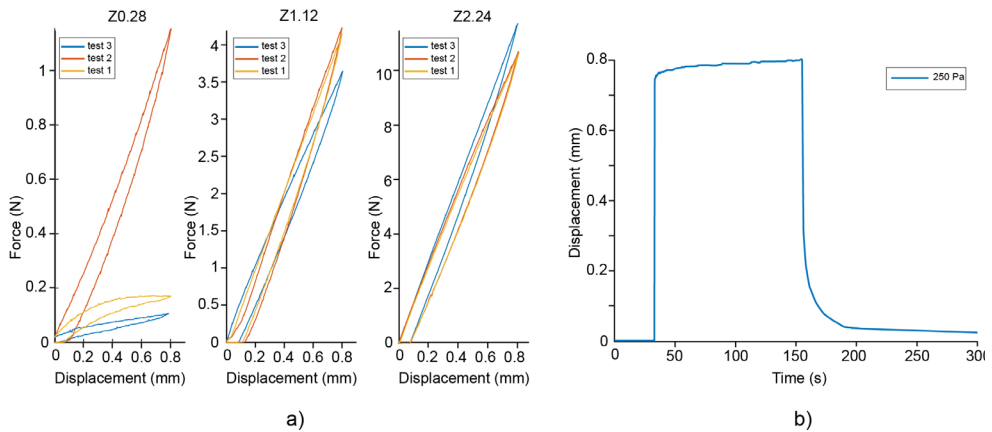 Z0.28
Z1.12
Z2.24
test 3
test 2
test 1
1
0.8
0.6
0.4
0.2
0
0.0 0.2 0.4 0.6 0.8
Force (N)
Displacement (mm)
test 3
test 2
test 1
4
3.5
3
2.5
2
1.5
1
0.5
0
0 0.2 0.4 0.6 0.8
Force (N)
Displacement (mm)
test 3
test 2
test 1
10
8
6
4
2
0
0 0.2 0.4 0.6 0.8
Force (N)
Displacement (mm)
a)
250 Pa
0.8
0.6
0.4
0.2
0
0 50 100 150 200 250 300
Displacement (mm)
Time (s)
b)